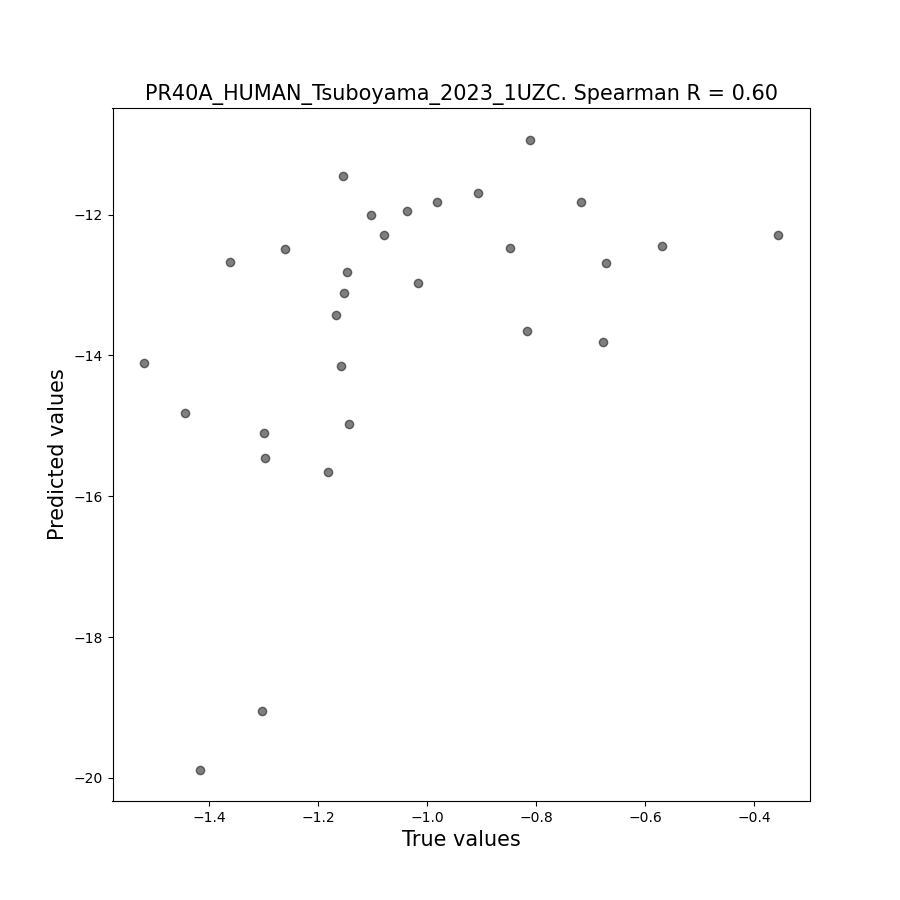 PR40A_HUMAN_Tsuboyama_2023_1UZC. Spearman R = 0.60
−12
−14
−16
−18
−20
Predicted values
−1.4 −1.2 −1.0 −0.8 −0.6 −0.4
True values